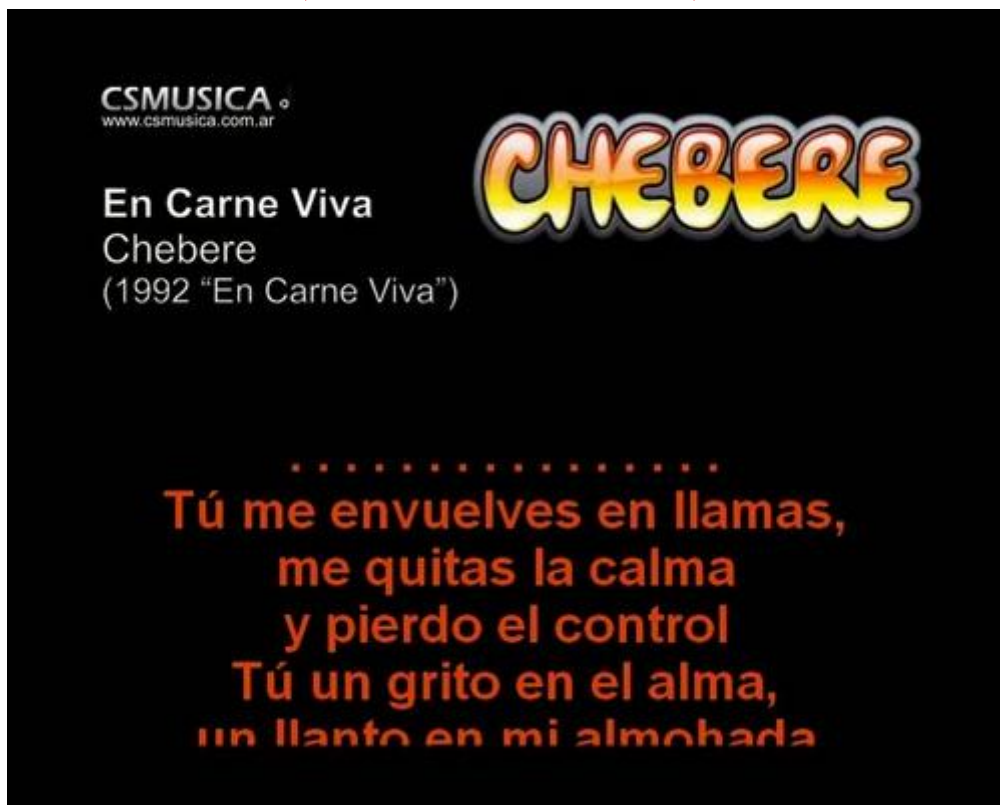 CSMUSICA
www.csmusica.com.ar
CHEBERE
En Carne Viva
Chebere
(1992 “En Carne Viva”)
.................
Tú me envuelves en llamas,
me quitas la calma
y pierdo el control
Tú un grito en el alma,
un llanto en mi almohada